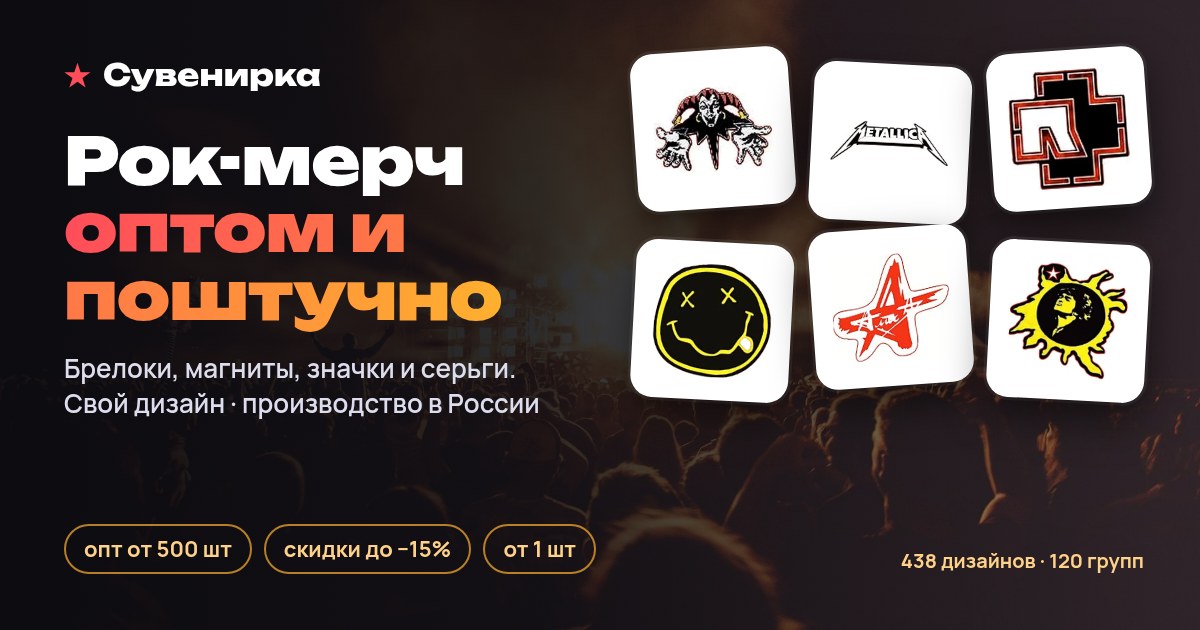 ★ Сувенирка
Рок-мерч
оптом и
поштучно
Брелоки, магниты, значки и серьги.
Свой дизайн · производство в России
опт от 500 шт
скидки до −15%
от 1 шт
METALLICA
АлисА
438 дизайнов · 120 групп